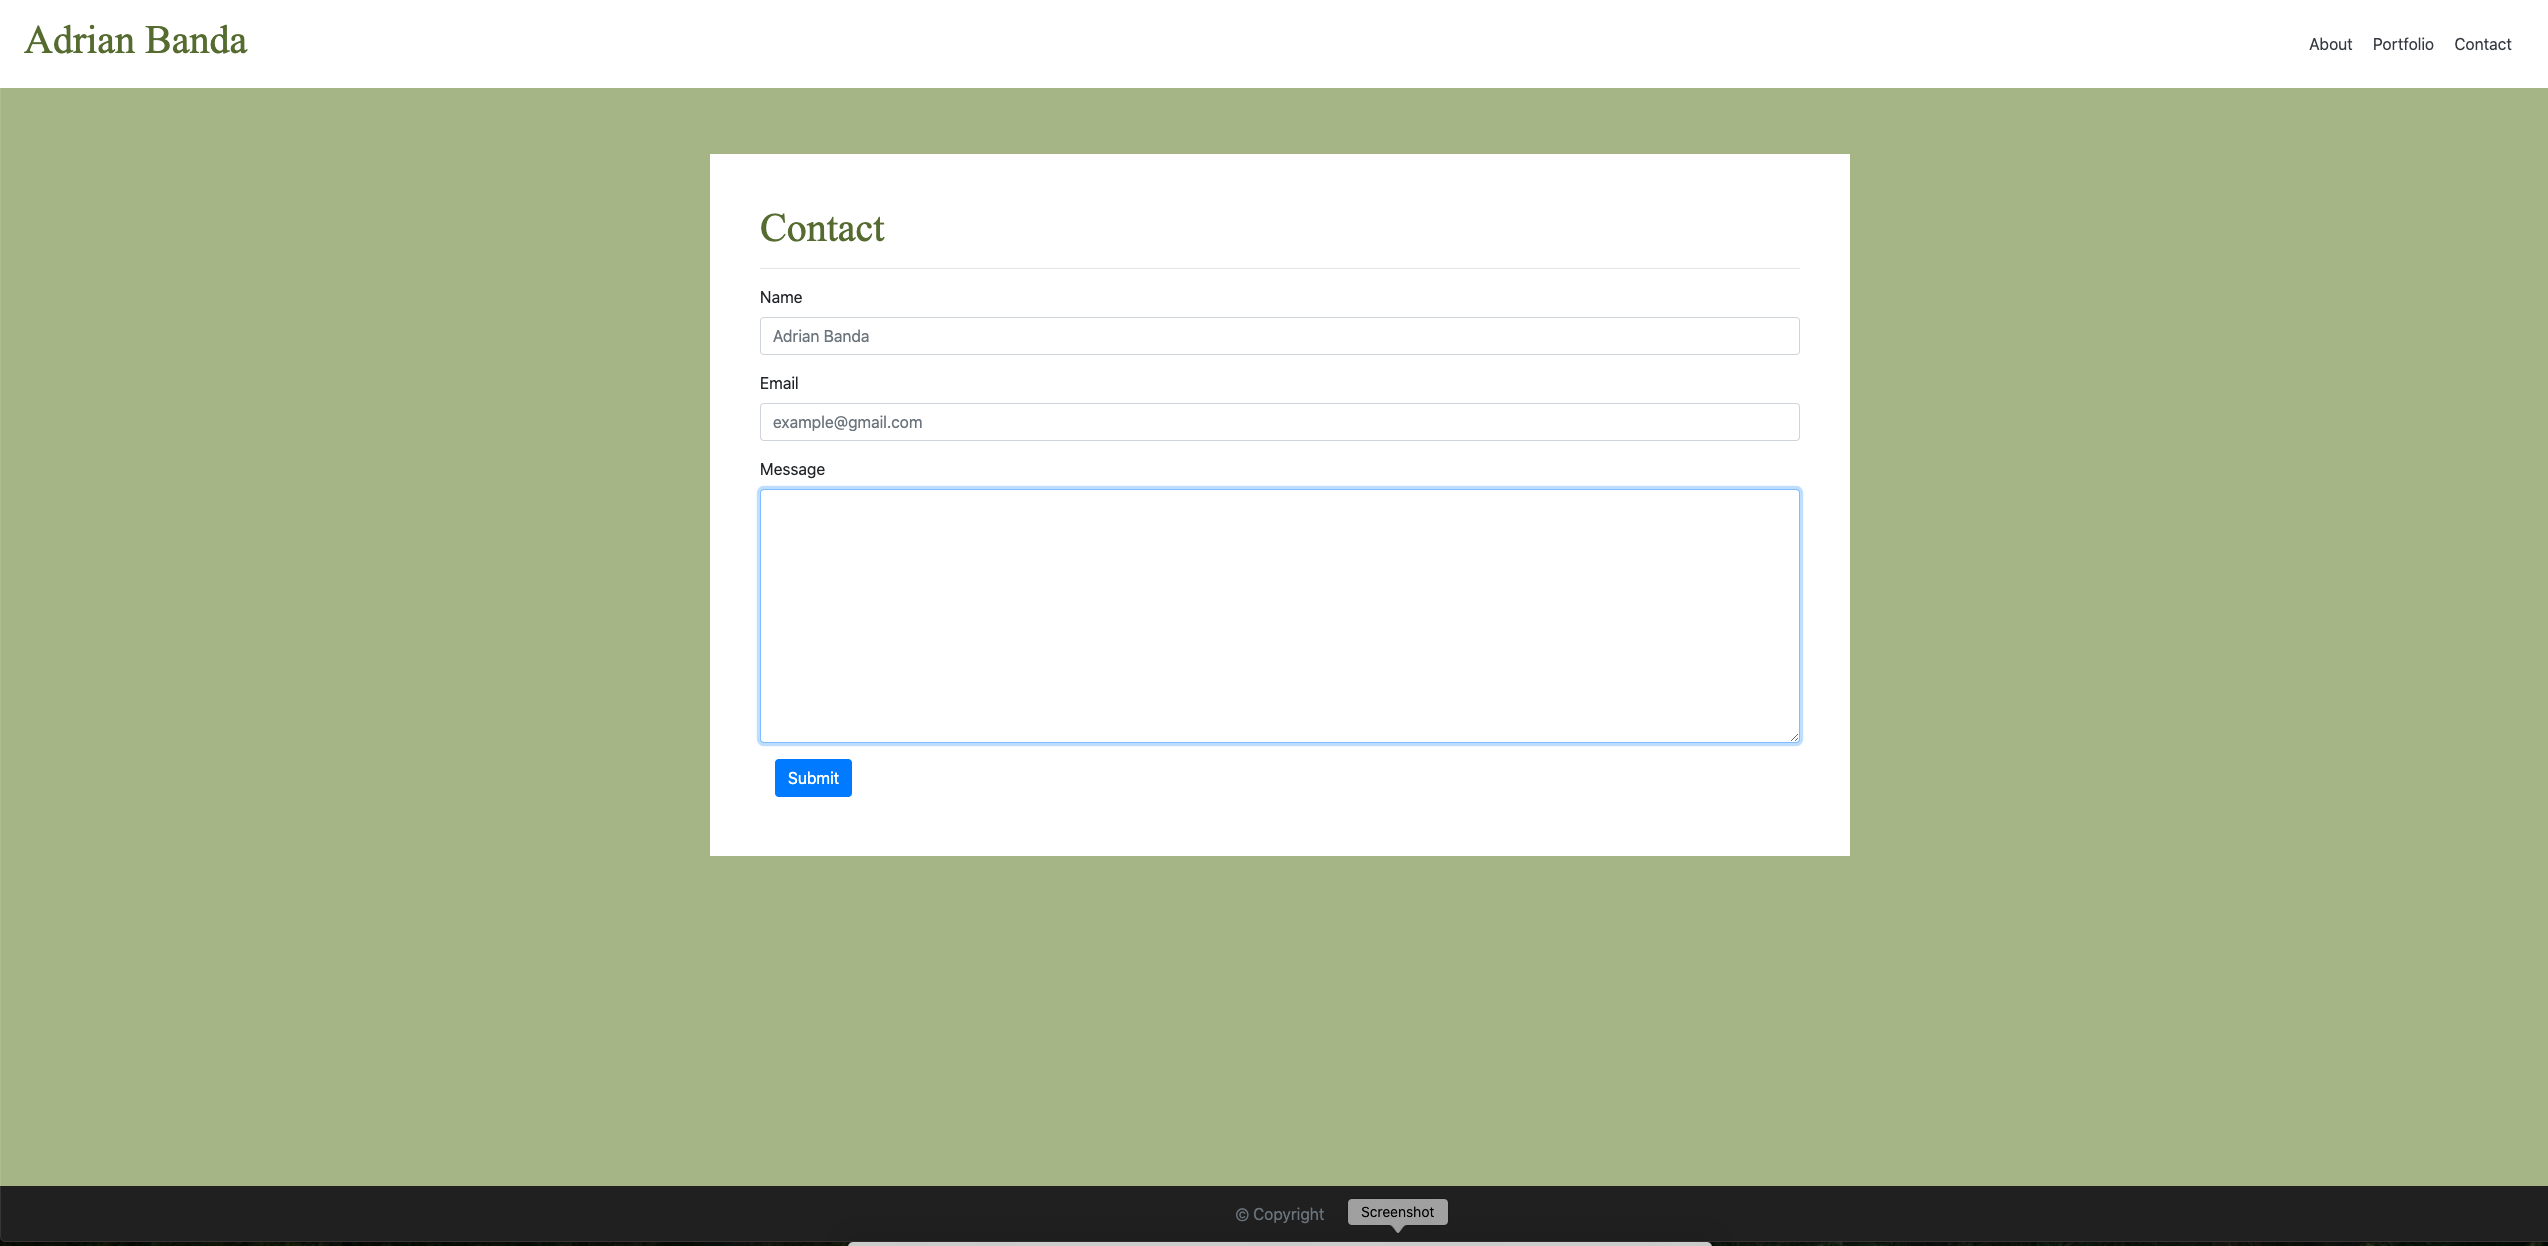 Adrian Banda
About Portfolio Contact
Contact
Name
Adrian Banda
Email
example@gmail.com
Message
Submit
© Copyright
Screenshot